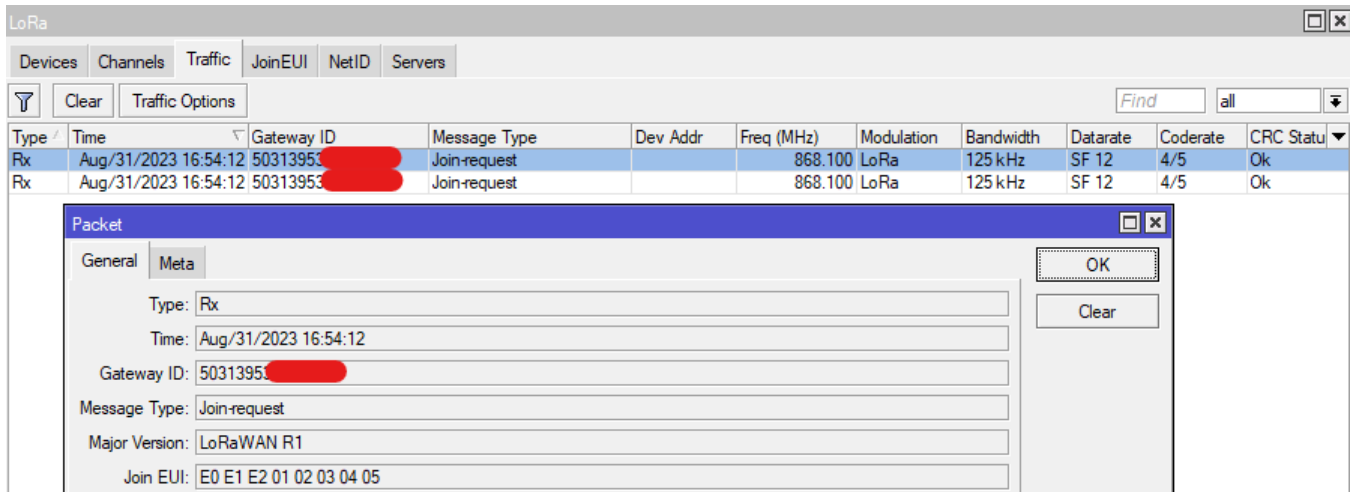 LoRa
Devices Channels Traffic JoinEUI NetID Servers
Clear Traffic Options Find all
Type Time Gateway ID Message Type Dev Addr Freq (MHz) Modulation Bandwidth Datarate Coderate CRC Statu
Rx Aug/31/2023 16:54:12 50313953 Join-request 868.100 LoRa 125 kHz SF 12 4/5 Ok
Rx Aug/31/2023 16:54:12 50313953 Join-request 868.100 LoRa 125 kHz SF 12 4/5 Ok
Packet
General Meta OK
Type: Rx
Clear
Time: Aug/31/2023 16:54:12
Gateway ID: 5031395
Message Type: Join-request
Major Version: LoRaWAN R1
Join EUI: E0 E1 E2 01 02 03 04 05